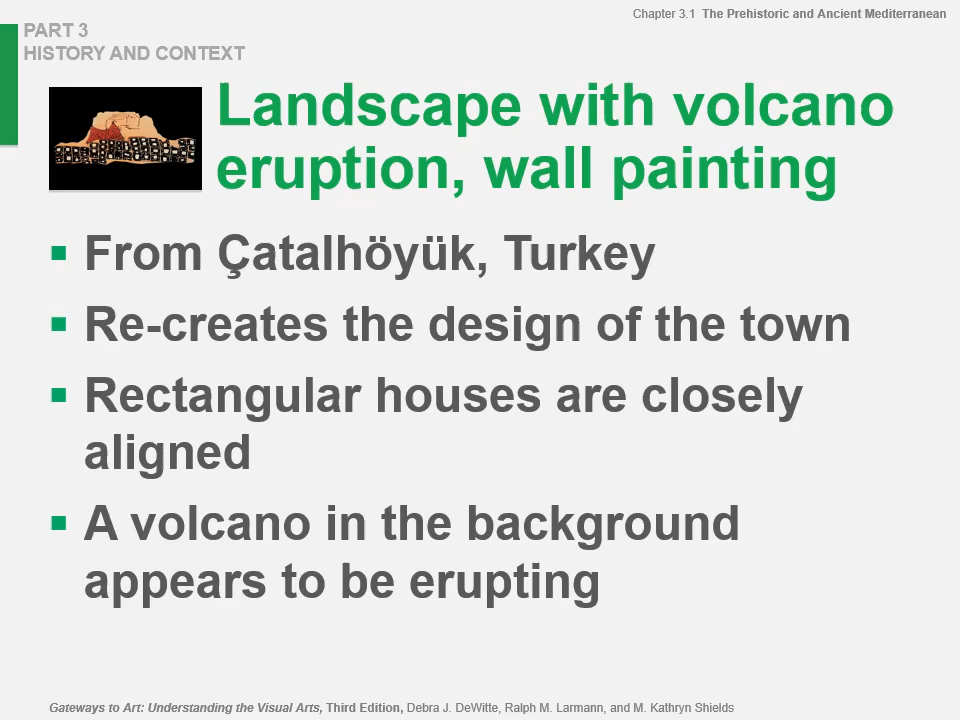 Chapter 3.1 The Prehistoric and Ancient Mediterranean
PART 3
HISTORY AND CONTEXT
Landscape with volcano
eruption, wall painting
From Çatalhöyük, Turkey
Re-creates the design of the town
Rectangular houses are closely
aligned
A volcano in the background
appears to be erupting
Gateways to Art: Understanding the Visual Arts, Third Edition, Debra J. DeWitte, Ralph M. Larmann, and M. Kathryn Shields